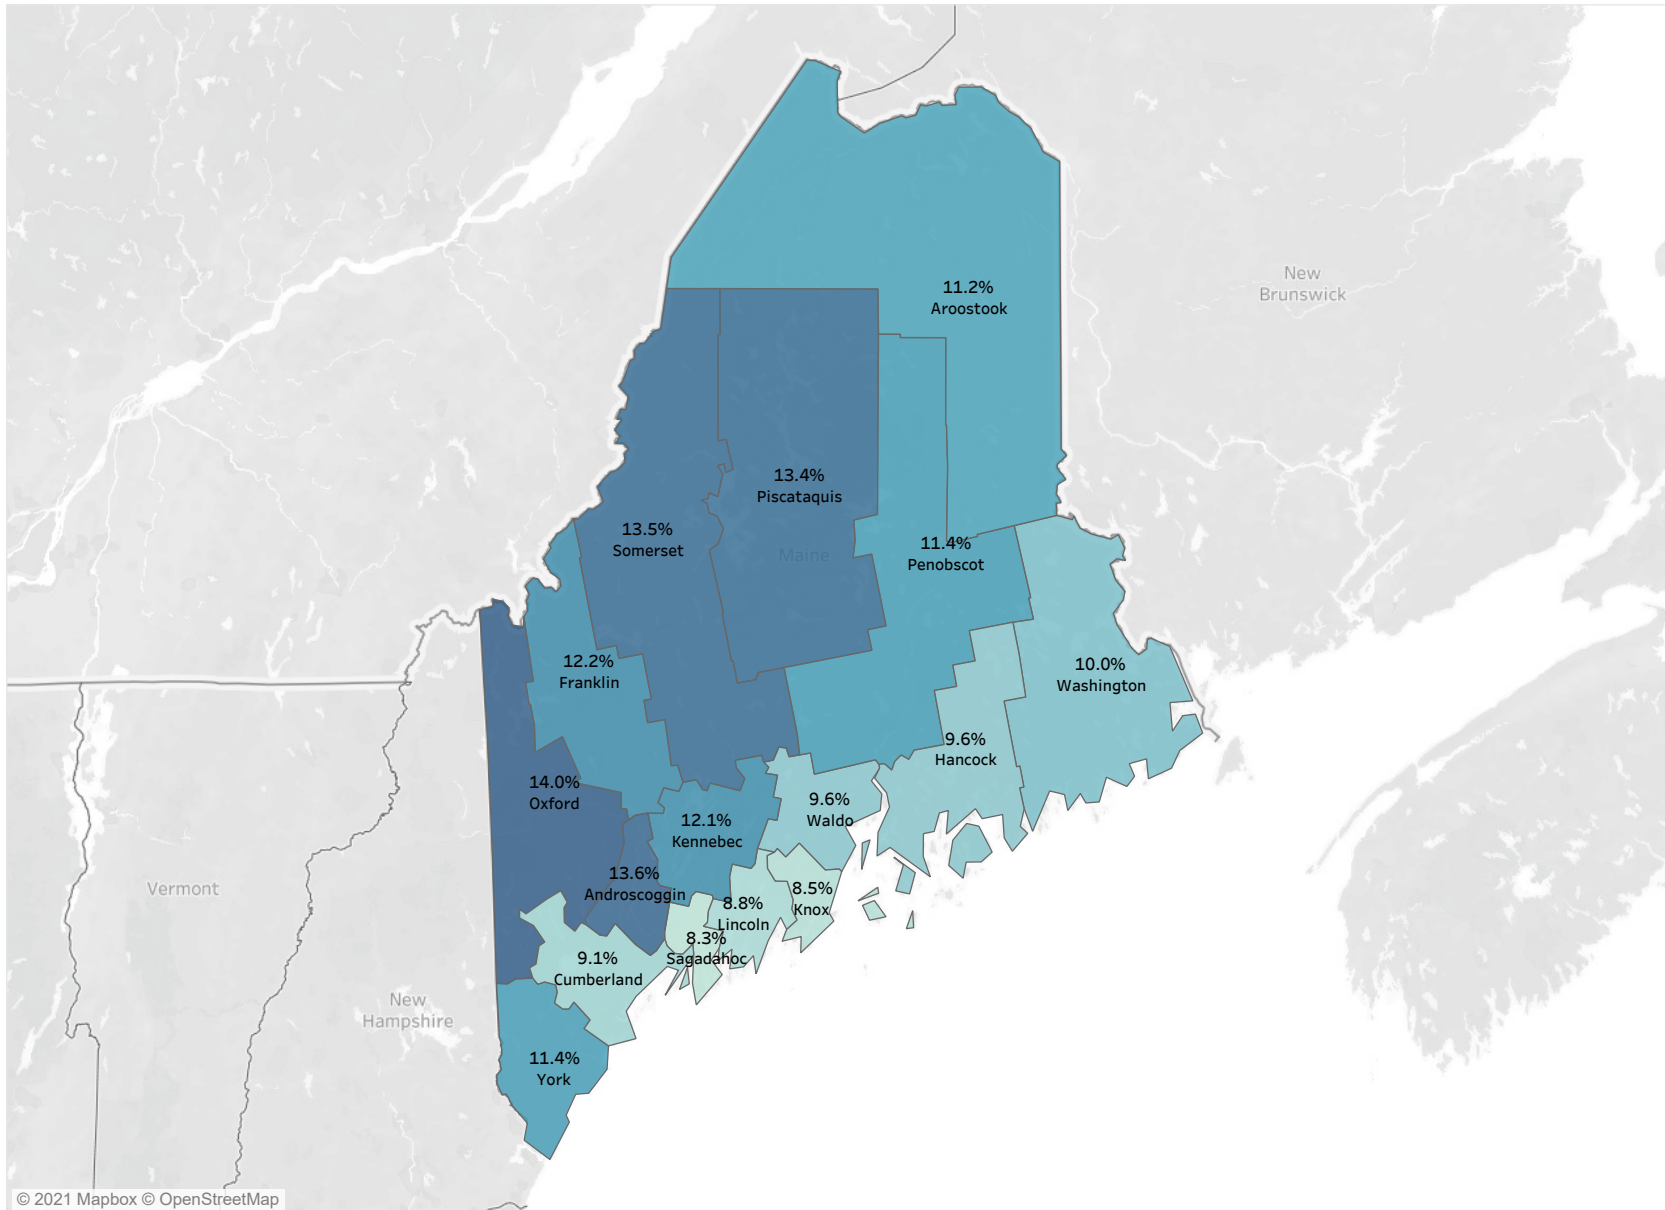 11.2%
Aroostook
New
Brunswick
13.4%
Piscataquis
13.5%
Somerset
Maine
11.4%
Penobscot
12.2%
Franklin
10.0%
Washington
9.6%
Hancock
14.0%
Oxford
9.6%
Waldo
12.1%
Kennebec
13.6%
Androscoggin
Vermont
8.5%
Knox
8.8%
Lincoln
8.3%
Sagadahoc
9.1%
Cumberland
New
Hampshire
11.4%
York
© 2021 Mapbox © OpenStreetMap